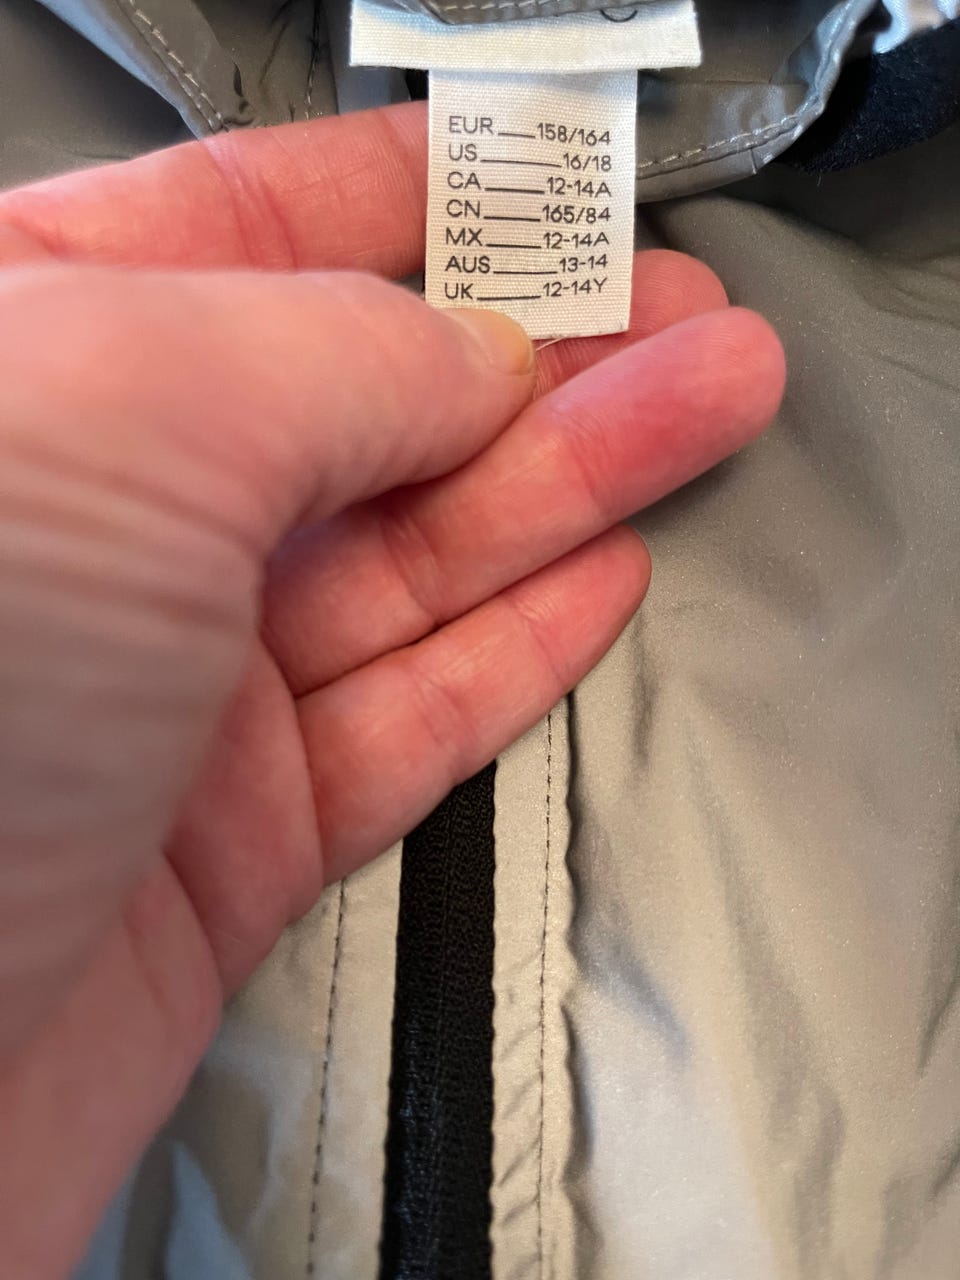 EUR 158/164
US 16/18
CA 12-14A
CN 165/84
MX 12-14A
AUS 13-14
UK 12-14Y